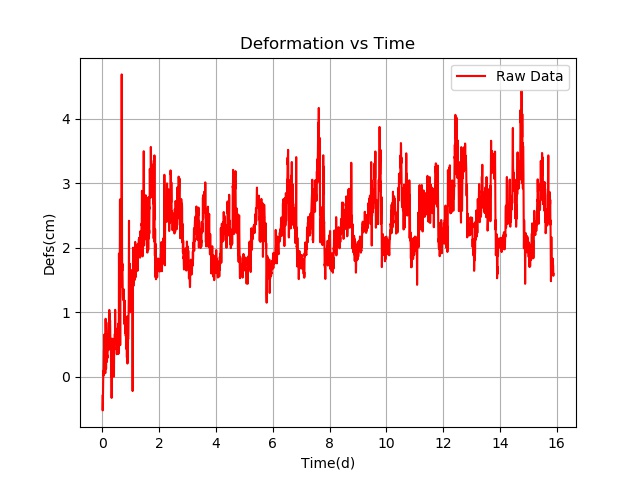 Deformation vs Time
Raw Data
Defs(cm)
4
3
2
1
0
0 2 4 6 8 10 12 14 16
Time(d)